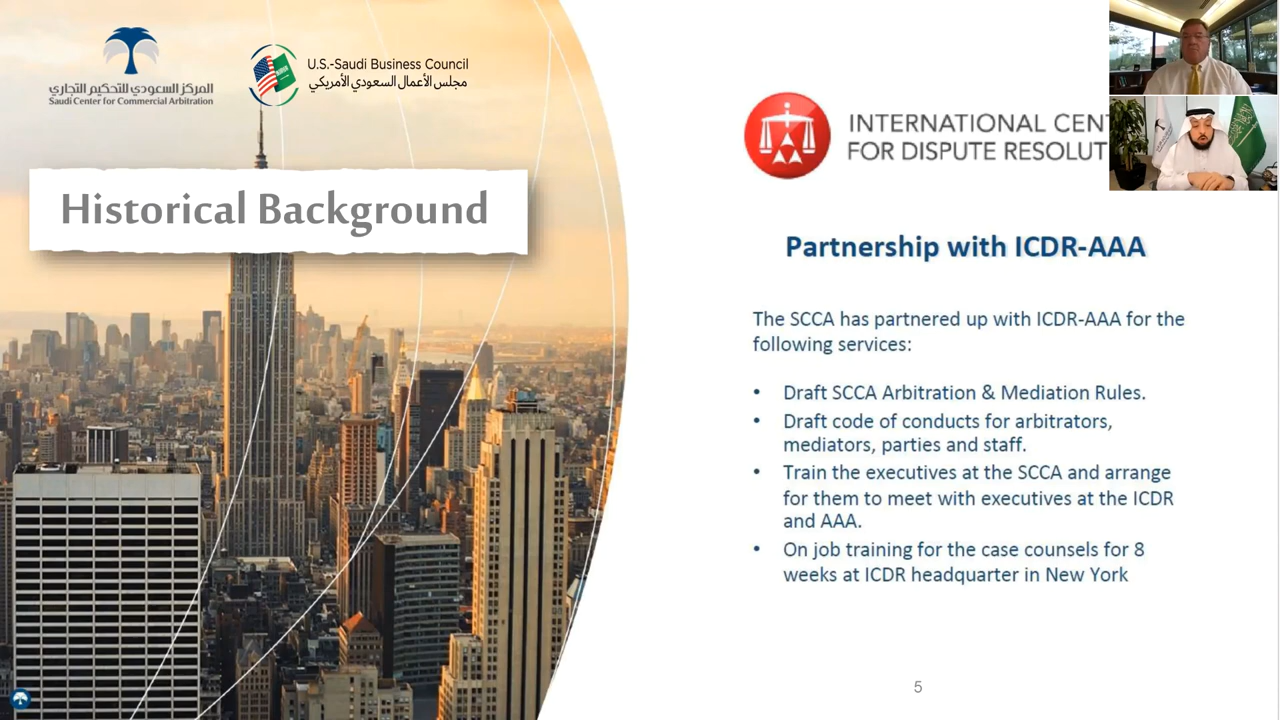 المركز السعودي للتحكيم التجاري
Saudi Center for Commercial Arbitration
U.S.-Saudi Business Council
مجلس الأعمال السعودي الأمريكي
Historical Background
INTERNATIONAL CENT
FOR DISPUTE RESOLUT
Partnership with ICDR-AAA
The SCCA has partnered up with ICDR-AAA for the
following services:
• Draft SCCA Arbitration & Mediation Rules.
• Draft code of conducts for arbitrators,
mediators, parties and staff.
• Train the executives at the SCCA and arrange
for them to meet with executives at the ICDR
and AAA.
• On job training for the case counsels for 8
weeks at ICDR headquarter in New York
5